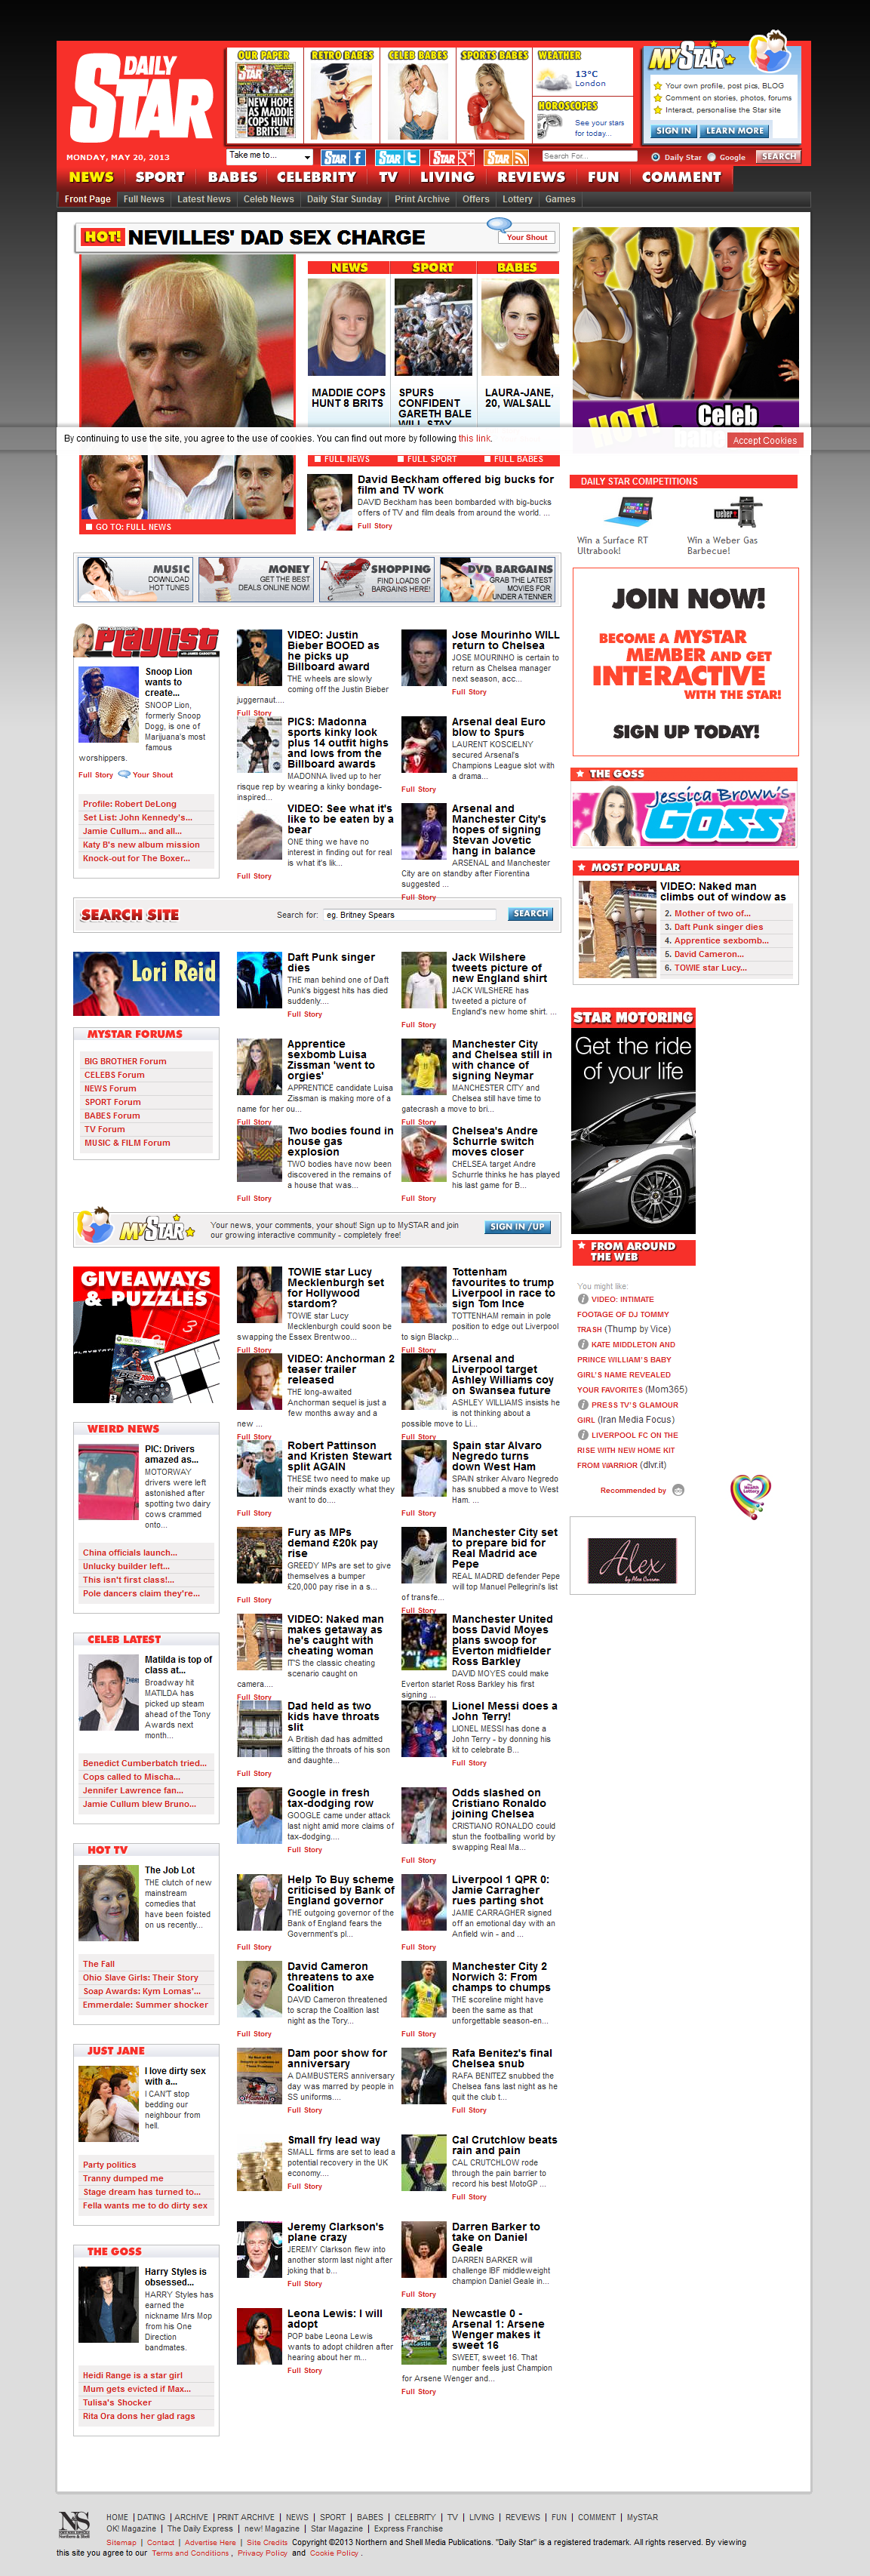 DAILY
STAR
MONDAY, MAY 20, 2013
OUR PAPER
RETRO BABES
CELEB BABES
SPORTS BABES
WEATHER
13°C
London
HOROSCOPES
See your stars
for today...
NEW HOPE
AS MADDIE
COPS HUNT
8 BRITS
MYSTAR
Your own profile, post pics, BLOG
Comment on stories, photos, forums
Interact, personalise the Star site
SIGN IN
LEARN MORE
Take me to...
STAR
STAR
STAR
STAR
Search For...
Daily Star
Google
SEARCH
NEWS
SPORT
BABES
CELEBRITY
TV
LIVING
REVIEWS
FUN
COMMENT
Front Page
Full News
Latest News
Celeb News
Daily Star Sunday
Print Archive
Offers
Lottery
Games
HOT! NEVILLES' DAD SEX CHARGE
Your Shout
NEWS
SPORT
BABES
MADDIE COPS
HUNT 8 BRITS
SPURS
CONFIDENT
GARETH BALE
WILL STAY
LAURA-JANE,
20, WALSALL
HOT!
Celeb
By continuing to use the site, you agree to the use of cookies. You can find out more by following this link.
Accept Cookies
FULL NEWS
FULL SPORT
FULL BABES
GO TO: FULL NEWS
David Beckham offered big bucks for
film and TV work
DAVID Beckham has been bombarded with big-bucks
offers of TV and film deals from around the world. ...
Full Story
DAILY STAR COMPETITIONS
Win a Surface RT
Ultrabook!
Win a Weber Gas
Barbecue!
MUSIC
DOWNLOAD
HOT TUNES
MONEY
GET THE BEST
DEALS ONLINE NOW!
SHOPPING
FIND LOADS OF
BARGAINS HERE!
DVD BARGAINS
GRAB THE LATEST
MOVIES FOR
UNDER A TENNER
JOIN NOW!
BECOME A MYSTAR
MEMBER AND GET
INTERACTIVE
WITH THE STAR!
SIGN UP TODAY!
Playlist
Snoop Lion
wants to
create...
SNOOP Lion,
formerly Snoop
Dogg, is one of
Marijuana's most
famous
worshippers.
Full Story
Your Shout
Profile: Robert DeLong
Set List: John Kennedy's...
Jamie Cullum... and all...
Katy B's new album mission
Knock-out for The Boxer...
VIDEO: Justin
Bieber BOOED as
he picks up
Billboard award
THE wheels are slowly
coming off the Justin Bieber
juggernaut....
Full Story
PICS: Madonna
sports kinky look
plus 14 outfit highs
and lows from the
Billboard awards
MADONNA lived up to her
risque rep by wearing a kinky bondage-
inspired...
VIDEO: See what it's
like to be eaten by a
bear
ONE thing we have no
interest in finding out for real
is what it's lik...
Full Story
Jose Mourinho WILL
return to Chelsea
JOSE MOURINHO is certain to
return as Chelsea manager
next season, acc...
Full Story
Arsenal deal Euro
blow to Spurs
LAURENT KOSCIELNY
secured Arsenal's
Champions League slot with
a drama...
Full Story
Arsenal and
Manchester City's
hopes of signing
Stevan Jovetic
hang in balance
ARSENAL and Manchester
City are on standby after Fiorentina
suggested ...
Full Story
THE GOSS
Jessica Brown's
GOSS
MOST POPULAR
VIDEO: Naked man
climbs out of window as
2. Mother of two of...
3. Daft Punk singer dies
4. Apprentice sexbomb...
5. David Cameron...
6. TOWIE star Lucy...
SEARCH SITE
Search for:
eg. Britney Spears
SEARCH
Lori Reid
MYSTAR FORUMS
BIG BROTHER Forum
CELEBS Forum
NEWS Forum
SPORT Forum
BABES Forum
TV Forum
MUSIC & FILM Forum
Daft Punk singer
dies
THE man behind one of Daft
Punk's biggest hits has died
suddenly....
Full Story
Apprentice
sexbomb Luisa
Zissman 'went to
orgies'
APPRENTICE candidate Luisa
Zissman is making more of a
name for her ou...
Full Story
Two bodies found in
house gas
explosion
TWO bodies have now been
discovered in the remains of
a house that was...
Full Story
Jack Wilshere
tweets picture of
new England shirt
JACK WILSHERE has
tweeted a picture of
England's new home shirt. ...
Full Story
Manchester City
and Chelsea still in
with chance of
signing Neymar
MANCHESTER CITY and
Chelsea still have time to
gatecrash a move to bri...
Full Story
Chelsea's Andre
Schurrle switch
moves closer
CHELSEA target Andre
Schurrle thinks he has played
his last game for B...
Full Story
STAR MOTORING
Get the ride
of your life
MYSTAR
Your news, your comments, your shout! Sign up to MySTAR and join
our growing interactive community - completely free!
SIGN IN /UP
FROM AROUND
THE WEB
You might like:
VIDEO: INTIMATE
FOOTAGE OF DJ TOMMY
TRASH (Thump by Vice)
KATE MIDDLETON AND
PRINCE WILLIAM'S BABY
GIRL'S NAME REVEALED
YOUR FAVORITES (Mom365)
PRESS TV'S GLAMOUR
GIRL (Iran Media Focus)
LIVERPOOL FC ON THE
RISE WITH NEW HOME KIT
FROM WARRIOR (dlvr.it)
Recommended by
Alex
GIVEAWAYS
& PUZZLES
WEIRD NEWS
PIC: Drivers
amazed as...
MOTORWAY
drivers were left
astonished after
spotting two dairy
cows crammed
onto...
China officials launch...
Unlucky builder left...
This isn't first class!...
Pole dancers claim they're...
CELEB LATEST
Matilda is top of
class at...
Broadway hit
MATILDA has
picked up steam
ahead of the Tony
Awards next
month...
Benedict Cumberbatch tried...
Cops called to Mischa...
Jennifer Lawrence fan...
Jamie Cullum blew Bruno...
HOT TV
The Job Lot
THE clutch of new
mainstream
comedies that
have been foisted
on us recently...
The Fall
Ohio Slave Girls: Their Story
Soap Awards: Kym Lomas'...
Emmerdale: Summer shocker
JUST JANE
I love dirty sex
with a...
I CAN'T stop
bedding our
neighbour from
hell.
Party politics
Tranny dumped me
Stage dream has turned to...
Fella wants me to do dirty sex
THE GOSS
Harry Styles is
obsessed...
HARRY Styles has
earned the
nickname Mrs Mop
from his One
Direction
bandmates.
Heidi Range is a star girl
Mum gets evicted if Max...
Tulisa's Shocker
Rita Ora dons her glad rags
TOWIE star Lucy
Mecklenburgh set
for Hollywood
stardom?
TOWIE star Lucy
Mecklenburgh could soon be
swapping the Essex Brentwoo...
Full Story
VIDEO: Anchorman 2
teaser trailer
released
THE long-awaited
Anchorman sequel is just a
few months away and a
new ...
Full Story
Robert Pattinson
and Kristen Stewart
split AGAIN
THESE two need to make up
their minds exactly what they
want to do....
Full Story
Fury as MPs
demand £20k pay
rise
GREEDY MPs are set to give
themselves a bumper
£20,000 pay rise in a s...
Full Story
VIDEO: Naked man
makes getaway as
he's caught with
cheating woman
IT'S the classic cheating
scenario caught on
camera....
Full Story
Dad held as two
kids have throats
slit
A British dad has admitted
slitting the throats of his son
and daughte...
Full Story
Google in fresh
tax-dodging row
GOOGLE came under attack
last night amid more claims of
tax-dodging....
Full Story
Help To Buy scheme
criticised by Bank of
England governor
THE outgoing governor of the
Bank of England fears the
Government's pl...
Full Story
David Cameron
threatens to axe
Coalition
DAVID Cameron threatened
to scrap the Coalition last
night as the Tory...
Full Story
Dam poor show for
anniversary
A DAMBUSTERS anniversary
day was marred by people in
SS uniforms....
Full Story
Small fry lead way
SMALL firms are set to lead a
potential recovery in the UK
economy....
Full Story
Jeremy Clarkson's
plane crazy
JEREMY Clarkson flew into
another storm last night after
joking that b...
Full Story
Leona Lewis: I will
adopt
POP babe Leona Lewis
wants to adopt children after
hearing about her m...
Full Story
Tottenham
favourites to trump
Liverpool in race to
sign Tom Ince
TOTTENHAM remain in pole
position to edge out Liverpool
to sign Blackp...
Full Story
Arsenal and
Liverpool target
Ashley Williams coy
on Swansea future
ASHLEY WILLIAMS insists he
is not thinking about a
possible move to Li...
Full Story
Spain star Alvaro
Negredo turns
down West Ham
SPAIN striker Alvaro Negredo
has snubbed a move to West
Ham. ...
Full Story
Manchester City set
to prepare bid for
Real Madrid ace
Pepe
REAL MADRID defender Pepe
will top Manuel Pellegrini's list
of transfe...
Full Story
Manchester United
boss David Moyes
plans swoop for
Everton midfielder
Ross Barkley
DAVID MOYES could make
Everton starlet Ross Barkley his first
signing ...
Lionel Messi does a
John Terry!
LIONEL MESSI has done a
John Terry - by donning his
kit to celebrate B...
Full Story
Odds slashed on
Cristiano Ronaldo
joining Chelsea
CRISTIANO RONALDO could
stun the footballing world by
swapping Real Ma...
Full Story
Liverpool 1 QPR 0:
Jamie Carragher
rues parting shot
JAMIE CARRAGHER signed
off an emotional day with an
Anfield win - and ...
Full Story
Manchester City 2
Norwich 3: From
champs to chumps
THE scoreline might have
been the same as that
unforgettable season-en...
Full Story
Rafa Benitez's final
Chelsea snub
RAFA BENITEZ snubbed the
Chelsea fans last night as he
quit the club t...
Full Story
Cal Crutchlow beats
rain and pain
CAL CRUTCHLOW rode
through the pain barrier to
record his best MotoGP ...
Full Story
Darren Barker to
take on Daniel
Geale
DARREN BARKER will
challenge IBF middleweight
champion Daniel Geale in...
Full Story
Newcastle 0 -
Arsenal 1: Arsene
Wenger makes it
sweet 16
SWEET, sweet 16. That
number feels just Champion
for Arsene Wenger and...
Full Story
NS
HOME | DATING | ARCHIVE | PRINT ARCHIVE | NEWS | SPORT | BABES | CELEBRITY | TV | LIVING | REVIEWS | FUN | COMMENT | MySTAR
OK! Magazine | The Daily Express | new! Magazine | Star Magazine | Express Franchise
Sitemap | Contact | Advertise Here | Site Credits Copyright ©2013 Northern and Shell Media Publications. "Daily Star" is a registered trademark. All rights reserved. By viewing
this site you agree to our Terms and Conditions, Privacy Policy and Cookie Policy.